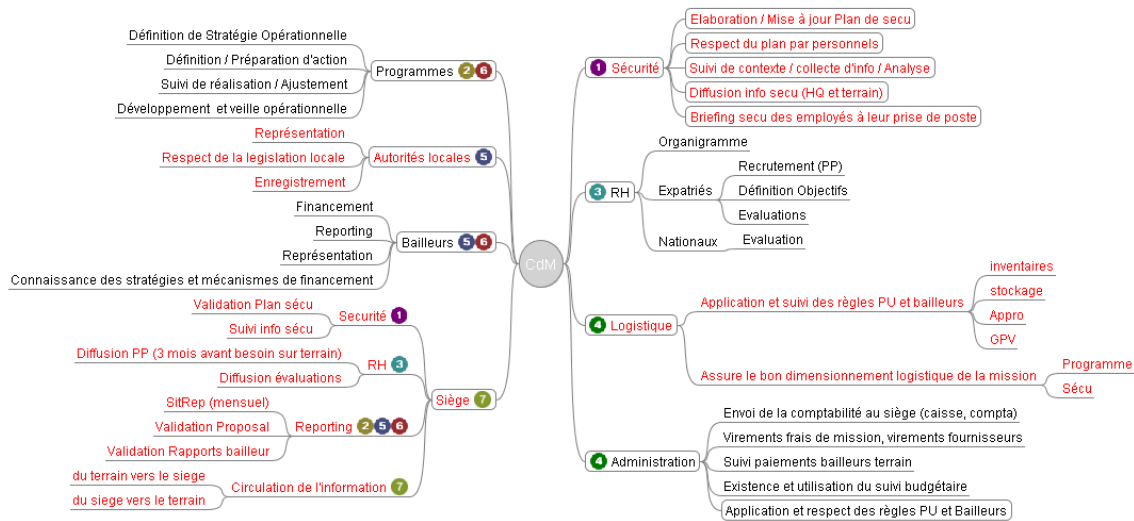 CdM
Programmes 2 6
Définition de Stratégie Opérationnelle
Définition / Préparation d'action
Suivi de réalisation / Ajustement
Développement et veille opérationnelle
Autorités locales 5
Représentation
Respect de la legislation locale
Enregistrement
Bailleurs 5 6
Financement
Reporting
Représentation
Connaissance des stratégies et mécanismes de financement
Siège 7
Securité 1
Validation Plan sécu
Suivi info sécu
RH 3
Diffusion PP (3 mois avant besoin sur terrain)
Diffusion évaluations
Reporting 2 5 6
SitRep (mensuel)
Validation Proposal
Validation Rapports bailleur
Circulation de l'information 7
du terrain vers le siege
du siege vers le terrain
1 Sécurité
Elaboration / Mise à jour Plan de secu
Respect du plan par personnels
Suivi de contexte / collecte d'info / Analyse
Diffusion info secu (HQ et terrain)
Briefing secu des employés à leur prise de poste
3 RH
Organigramme
Expatriés
Recrutement (PP)
Définition Objectifs
Evaluations
Nationaux
Evaluation
4 Logistique
Application et suivi des règles PU et bailleurs
inventaires
stockage
Appro
GPV
Assure le bon dimensionnement logistique de la mission
Programme
Sécu
4 Administration
Envoi de la comptabilité au siège (caisse, compta)
Virements frais de mission, virements fournisseurs
Suivi paiements bailleurs terrain
Existence et utilisation du suivi budgétaire
Application et respect des règles PU et Bailleurs